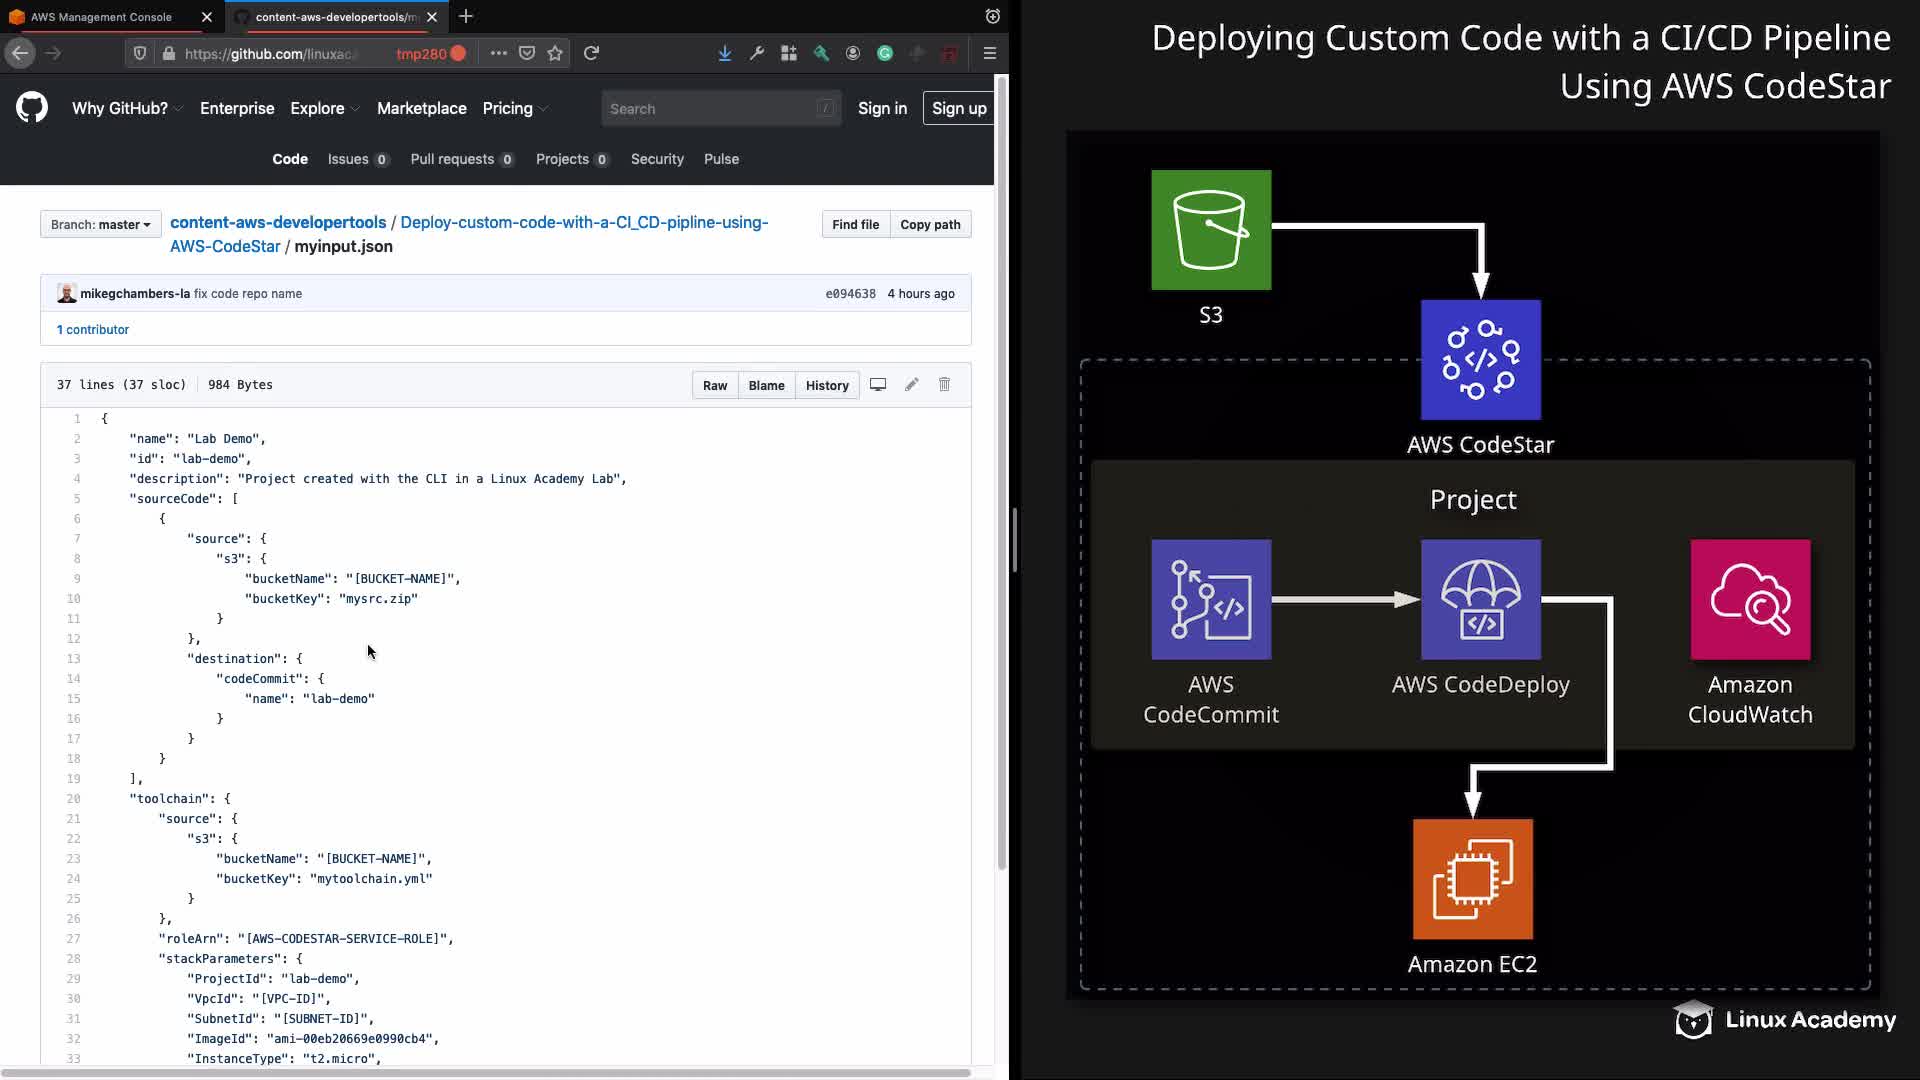 AWS Management Console
content-aws-developertools/m
https://github.com/linuxac
tmp280
Why GitHub?
Enterprise
Explore
Marketplace
Pricing
Search
/
Sign in
Sign up
Code
Issues 0
Pull requests 0
Projects 0
Security
Pulse
Branch: master
content-aws-developertools / Deploy-custom-code-with-a-CI_CD-pipline-using-
AWS-CodeStar / myinput.json
Find file
Copy path
mikegchambers-la fix code repo name
e094638 4 hours ago
1 contributor
37 lines (37 sloc) 984 Bytes
Raw
Blame
History
1 {
2 "name": "Lab Demo",
3 "id": "lab-demo",
4 "description": "Project created with the CLI in a Linux Academy Lab",
5 "sourceCode": [
6 {
7 "source": {
8 "s3": {
9 "bucketName": "[BUCKET-NAME]",
10 "bucketKey": "mysrc.zip"
11 }
12 },
13 "destination": {
14 "codeCommit": {
15 "name": "lab-demo"
16 }
17 }
18 }
19 ],
20 "toolchain": {
21 "source": {
22 "s3": {
23 "bucketName": "[BUCKET-NAME]",
24 "bucketKey": "mytoolchain.yml"
25 }
26 },
27 "roleArn": "[AWS-CODESTAR-SERVICE-ROLE]",
28 "stackParameters": {
29 "ProjectId": "lab-demo",
30 "VpcId": "[VPC-ID]",
31 "SubnetId": "[SUBNET-ID]",
32 "ImageId": "ami-00eb20669e0990cb4",
33 "InstanceType": "t2.micro",
Deploying Custom Code with a CI/CD Pipeline
Using AWS CodeStar
S3
AWS CodeStar
Project
AWS
CodeCommit
AWS CodeDeploy
Amazon
CloudWatch
Amazon EC2
Linux Academy